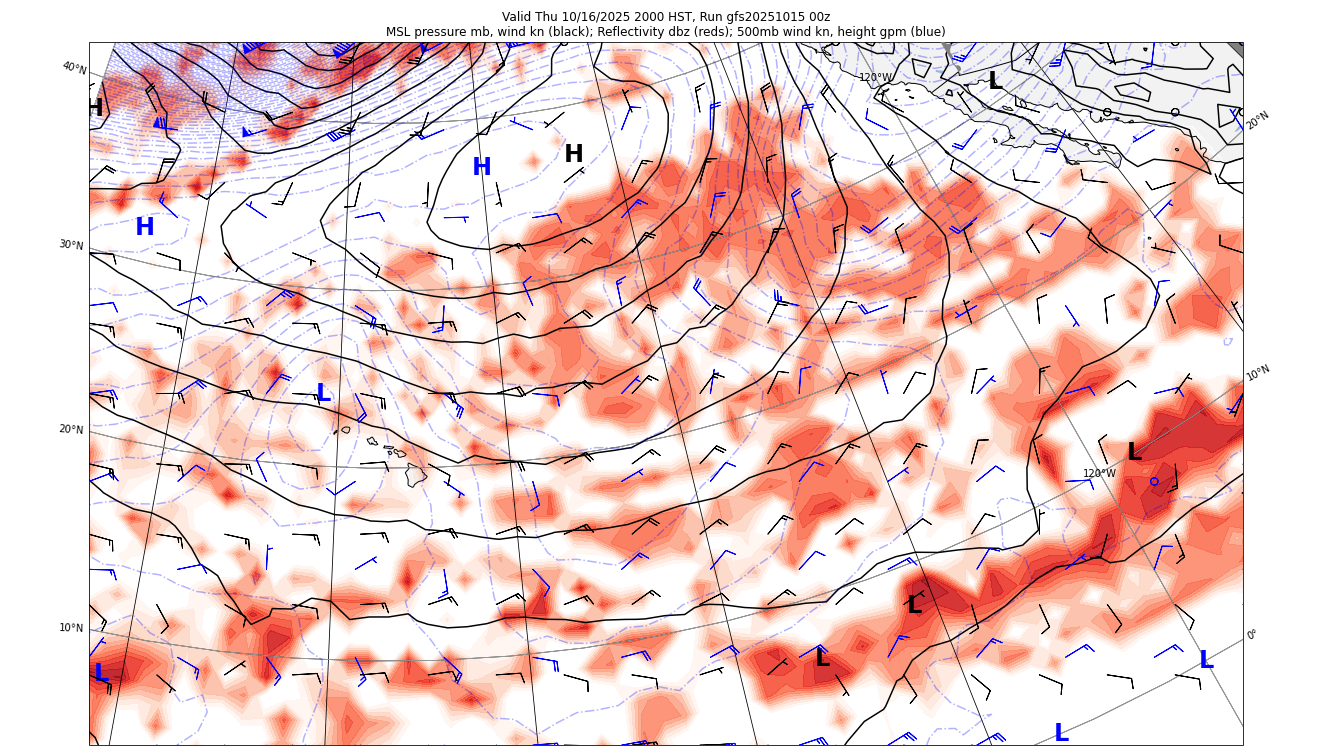 Valid Thu 10/16/2025 2000 HST, Run gfs20251015 00z
MSL pressure mb, wind kn (black); Reflectivity dbz (reds); 500mb wind kn, height gpm (blue)
40°N
120°W
L
H
20°N
H
H
H
30°N
10°N
L
20°N
L
120°W
L
10°N
0°
L
L
L
L